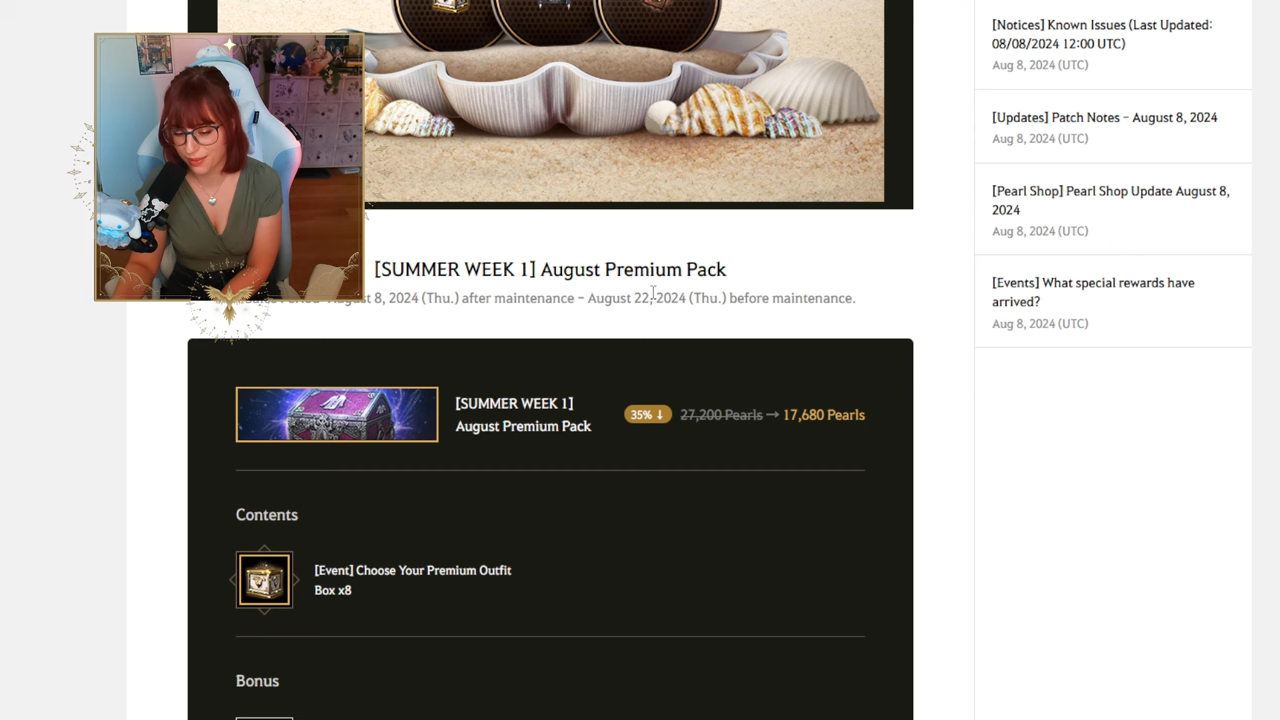 [SUMMER WEEK 1] August Premium Pack
8, 2024 (Thu.) after maintenance – August 22, 2024 (Thu.) before maintenance.
[SUMMER WEEK 1]
August Premium Pack
35% ↓ 27,200 Pearls → 17,680 Pearls
Contents
[Event] Choose Your Premium Outfit
Box x8
Bonus
[Notices] Known Issues (Last Updated:
08/08/2024 12:00 UTC)
Aug 8, 2024 (UTC)
[Updates] Patch Notes – August 8, 2024
Aug 8, 2024 (UTC)
[Pearl Shop] Pearl Shop Update August 8,
2024
Aug 8, 2024 (UTC)
[Events] What special rewards have
arrived?
Aug 8, 2024 (UTC)